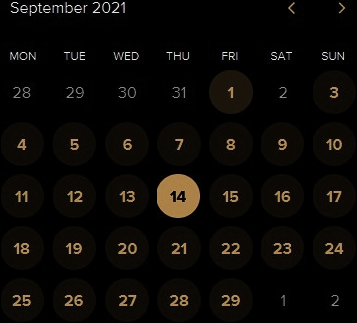 September 2021
MON TUE WED THU FRI SAT SUN
28 29 30 31 1 2 3
4 5 6 7 8 9 10
11 12 13 14 15 16 17
18 19 20 21 22 23 24
25 26 27 28 29 1 2